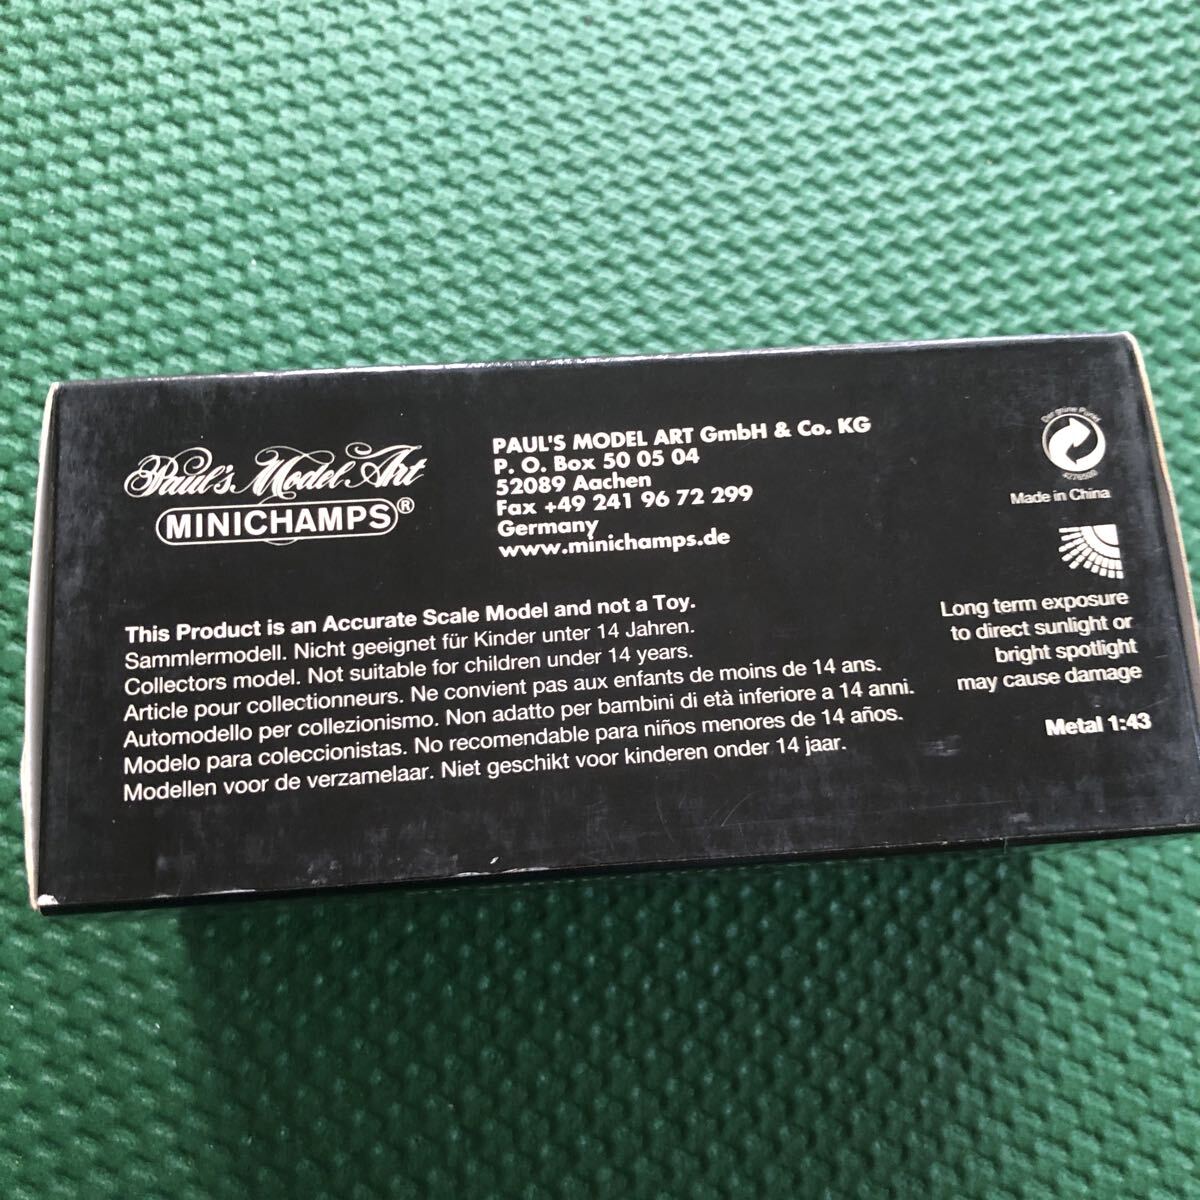 Paul's Model Art
MINICHAMPS®
PAUL'S MODEL ART GmbH & Co. KG
P. O. Box 50 05 04
52089 Aachen
Fax +49 241 96 72 299
Germany
www.minichamps.de
Der Grüne Punkt
Made in China
This Product is an Accurate Scale Model and not a Toy.
Sammlermodell. Nicht geeignet für Kinder unter 14 Jahren.
Collectors model. Not suitable for children under 14 years.
Article pour collectionneurs. Ne convient pas aux enfants de moins de 14 ans.
Automodello per collezionismo. Non adatto per bambini di età inferiore a 14 anni.
Modelo para coleccionistas. No recomendable para niños menores de 14 años.
Modellen voor de verzamelaar. Niet geschikt voor kinderen onder 14 jaar.
Long term exposure
to direct sunlight or
bright spotlight
may cause damage
Metal 1:43